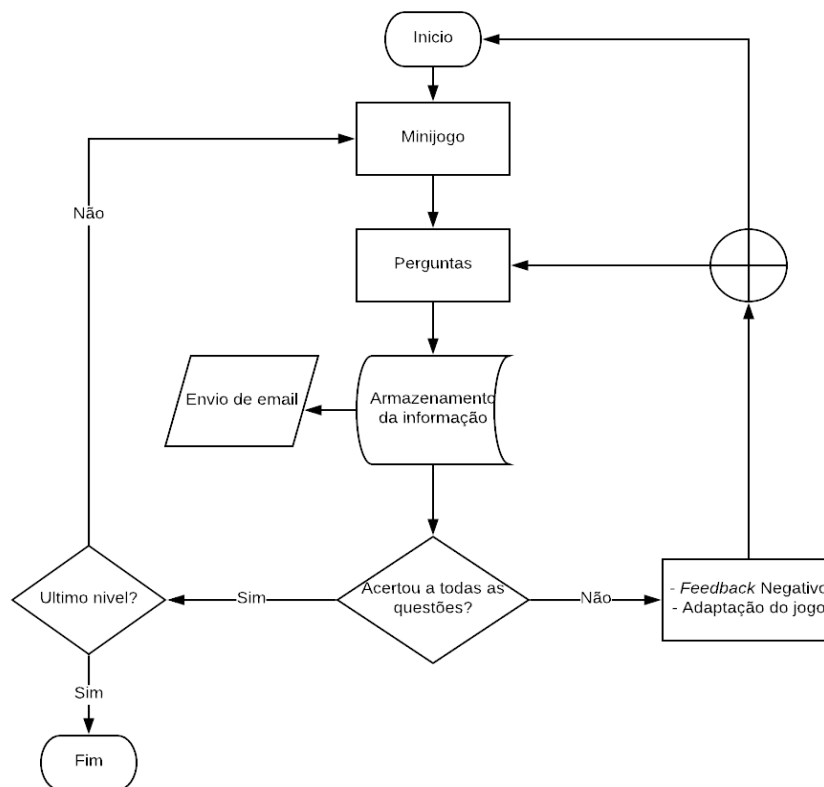 Inicio
Minijogo
Não
Perguntas
Envio de email
Armazenamento
da informação
Ultimo nivel?
Sim
Acertou a todas as
questões?
Não
- Feedback Negativo
- Adaptação do jogo
Sim
Fim